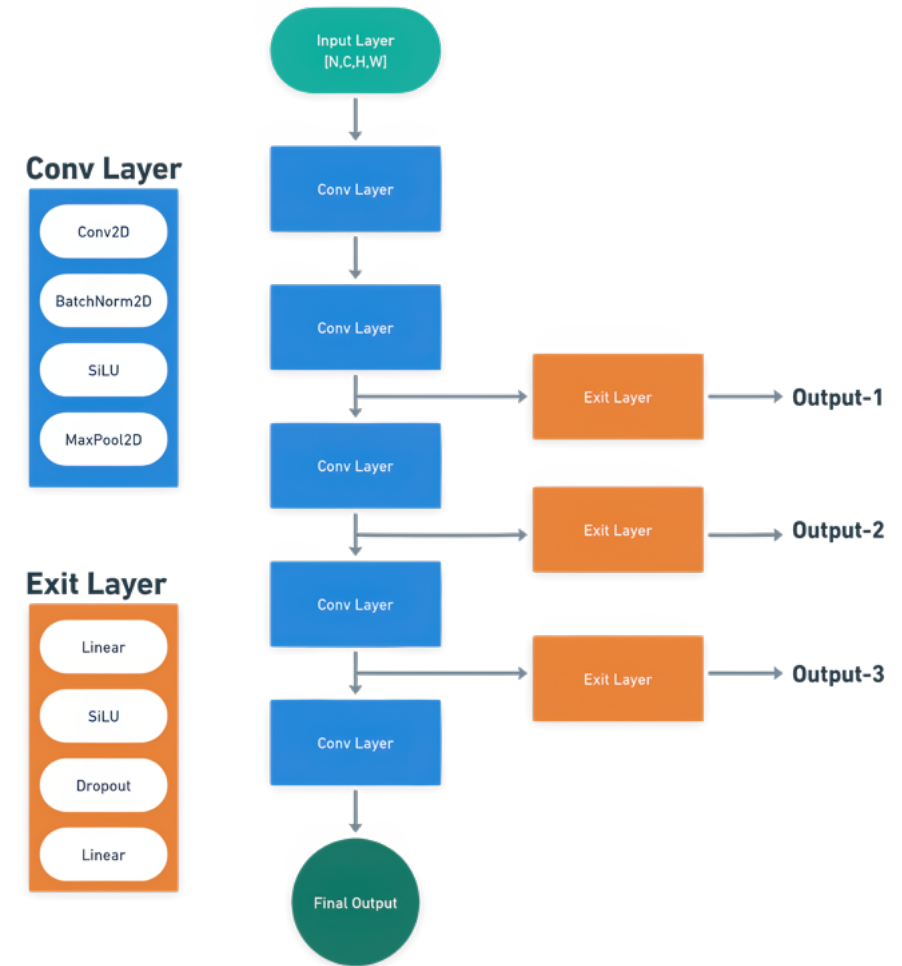 Input Layer
[N,C,H,W]
Conv Layer
Conv2D
BatchNorm2D
SiLU
MaxPool2D
Exit Layer
Linear
SiLU
Dropout
Linear
Conv Layer
Conv Layer
Exit Layer
Output-1
Conv Layer
Exit Layer
Output-2
Conv Layer
Exit Layer
Output-3
Conv Layer
Final Output